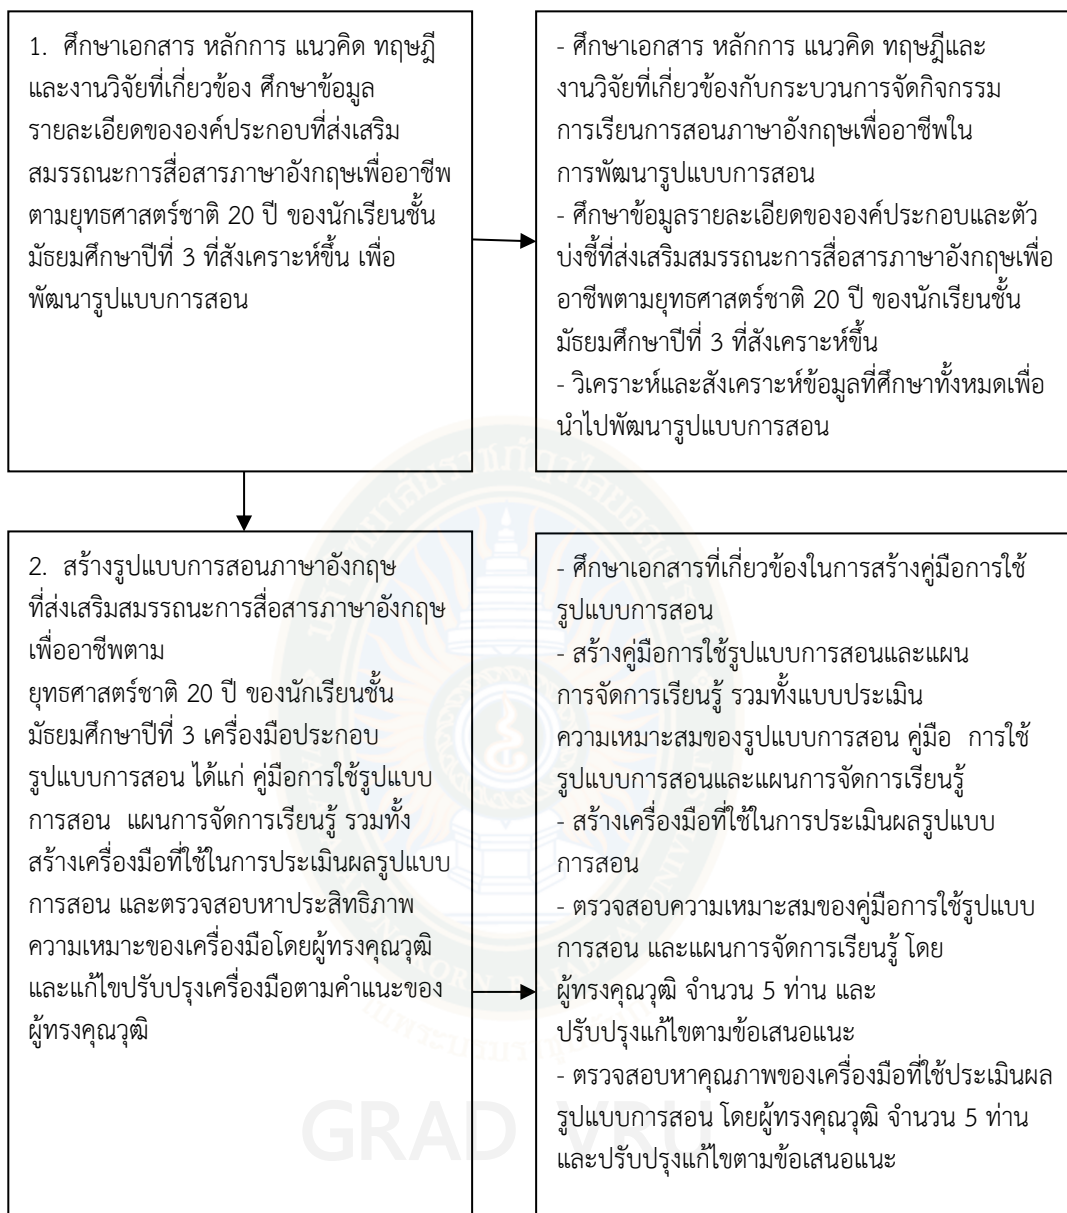 1. ศึกษาเอกสาร หลักการ แนวคิด ทฤษฎี
และงานวิจัยที่เกี่ยวข้อง ศึกษาข้อมูล
รายละเอียดขององค์ประกอบที่ส่งเสริม
สมรรถนะการสื่อสารภาษาอังกฤษเพื่ออาชีพ
ตามยุทธศาสตร์ชาติ 20 ปี ของนักเรียนชั้น
มัธยมศึกษาปีที่ 3 ที่สังเคราะห์ขึ้น เพื่อ
พัฒนารูปแบบการสอน
- ศึกษาเอกสาร หลักการ แนวคิด ทฤษฎีและ
งานวิจัยที่เกี่ยวข้องกับกระบวนการจัดกิจกรรม
การเรียนการสอนภาษาอังกฤษเพื่ออาชีพใน
การพัฒนารูปแบบการสอน
- ศึกษาข้อมูลรายละเอียดขององค์ประกอบและตัว
บ่งชี้ที่ส่งเสริมสมรรถนะการสื่อสารภาษาอังกฤษเพื่อ
อาชีพตามยุทธศาสตร์ชาติ 20 ปี ของนักเรียนชั้น
มัธยมศึกษาปีที่ 3 ที่สังเคราะห์ขึ้น
- วิเคราะห์และสังเคราะห์ข้อมูลที่ศึกษาทั้งหมดเพื่อ
นำไปพัฒนารูปแบบการสอน
2. สร้างรูปแบบการสอนภาษาอังกฤษ
ที่ส่งเสริมสมรรถนะการสื่อสารภาษาอังกฤษ
เพื่ออาชีพตาม
ยุทธศาสตร์ชาติ 20 ปี ของนักเรียนชั้น
มัธยมศึกษาปีที่ 3 เครื่องมือประกอบ
รูปแบบการสอน ได้แก่ คู่มือการใช้รูปแบบ
การสอน แผนการจัดการเรียนรู้ รวมทั้ง
สร้างเครื่องมือที่ใช้ในการประเมินผลรูปแบบ
การสอน และตรวจสอบหาประสิทธิภาพ
ความเหมาะของเครื่องมือโดยผู้ทรงคุณวุฒิ
และแก้ไขปรับปรุงเครื่องมือตามคำแนะของ
ผู้ทรงคุณวุฒิ
- ศึกษาเอกสารที่เกี่ยวข้องในการสร้างคู่มือการใช้
รูปแบบการสอน
- สร้างคู่มือการใช้รูปแบบการสอนและแผน
การจัดการเรียนรู้ รวมทั้งแบบประเมิน
ความเหมาะสมของรูปแบบการสอน คู่มือ การใช้
รูปแบบการสอนและแผนการจัดการเรียนรู้
- สร้างเครื่องมือที่ใช้ในการประเมินผลรูปแบบ
การสอน
- ตรวจสอบความเหมาะสมของคู่มือการใช้รูปแบบ
การสอน และแผนการจัดการเรียนรู้ โดย
ผู้ทรงคุณวุฒิ จำนวน 5 ท่าน และ
ปรับปรุงแก้ไขตามข้อเสนอแนะ
- ตรวจสอบหาคุณภาพของเครื่องมือที่ใช้ประเมินผล
รูปแบบการสอน โดยผู้ทรงคุณวุฒิ จำนวน 5 ท่าน
และปรับปรุงแก้ไขตามข้อเสนอแนะ
GRAD VRU